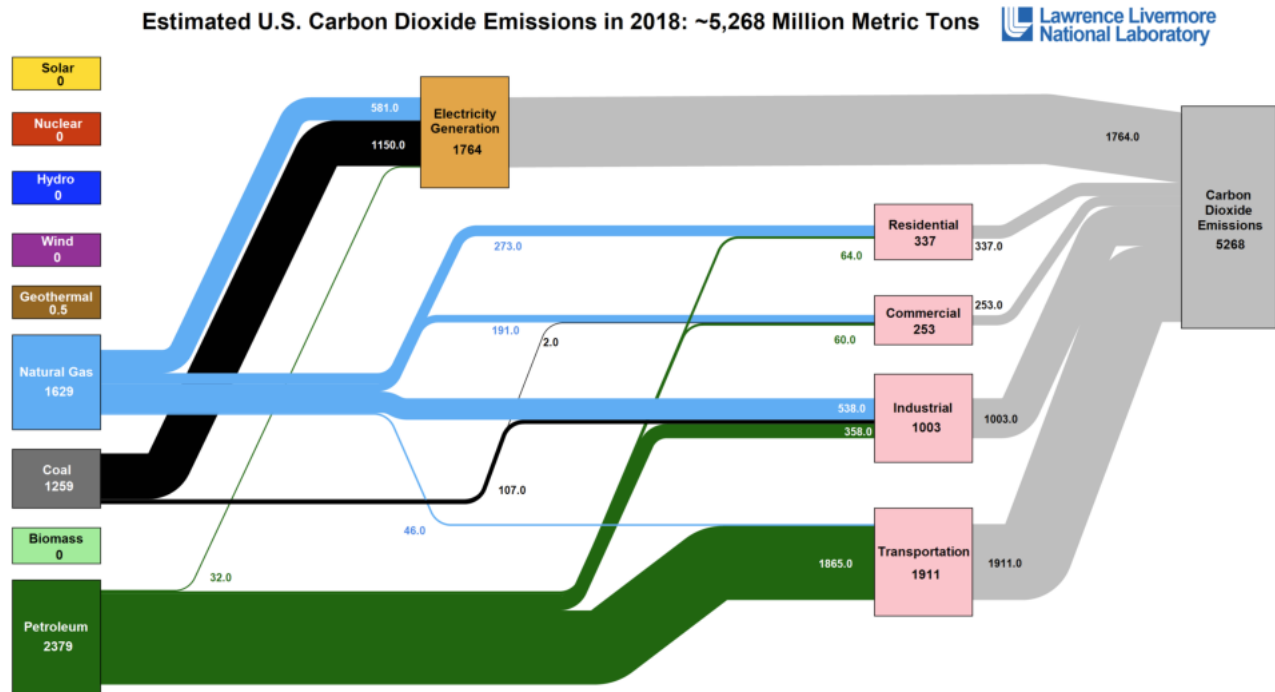 Estimated U.S. Carbon Dioxide Emissions in 2018: ~5,268 Million Metric Tons
Lawrence Livermore
National Laboratory
Solar
0
Nuclear
0
Hydro
0
Wind
0
Geothermal
0.5
Natural Gas
1629
Coal
1259
Biomass
0
Petroleum
2379
581.0
1150.0
32.0
Electricity
Generation
1764
273.0
191.0
2.0
107.0
46.0
64.0
60.0
538.0
358.0
1865.0
Residential
337
Commercial
253
Industrial
1003
Transportation
1911
1764.0
337.0
253.0
1003.0
1911.0
Carbon
Dioxide
Emissions
5268